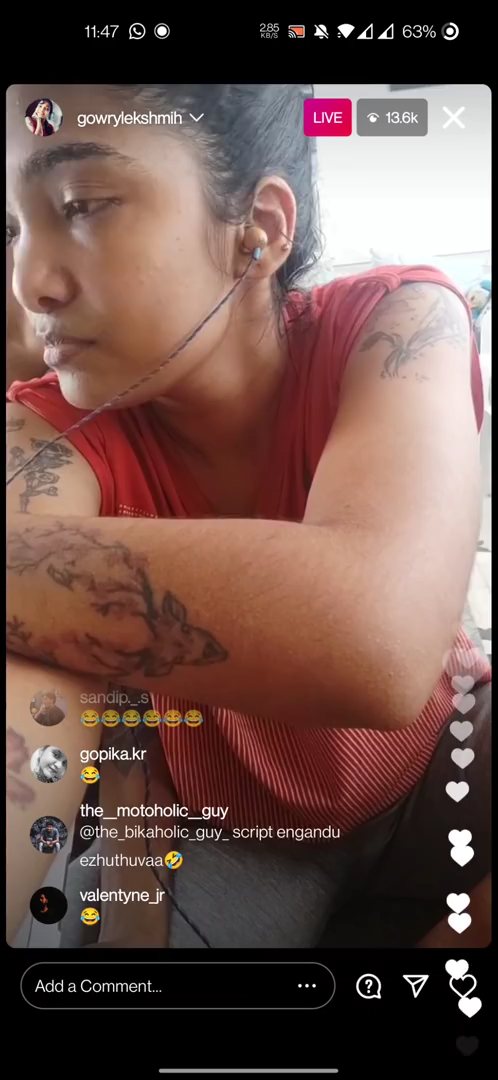 11:47
2.85
KB/S
63%
gowrylekshmih
LIVE
13.6k
sandip._.s
😂😂😂😂😂😂
gopika.kr
😂
the__motoholic__guy
@the_bikaholic_guy_ script engandu
ezhuthuvaa🤣
valentyne_jr
😂
Add a Comment...